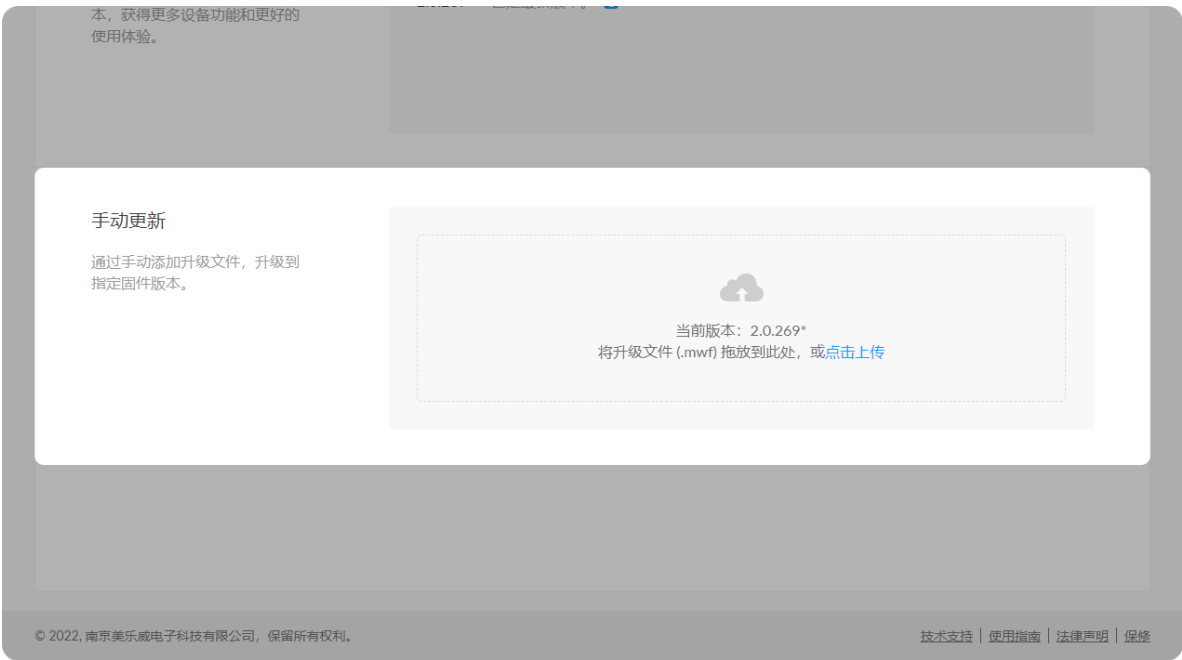 本，获得更多设备功能和更好的
使用体验。
手动更新
通过手动添加升级文件，升级到
指定固件版本。
当前版本：2.0.269*
将升级文件 (.mwf) 拖放到此处，或点击上传
© 2022, 南京美乐威电子科技有限公司，保留所有权利。
技术支持 | 使用指南 | 法律声明 | 保修